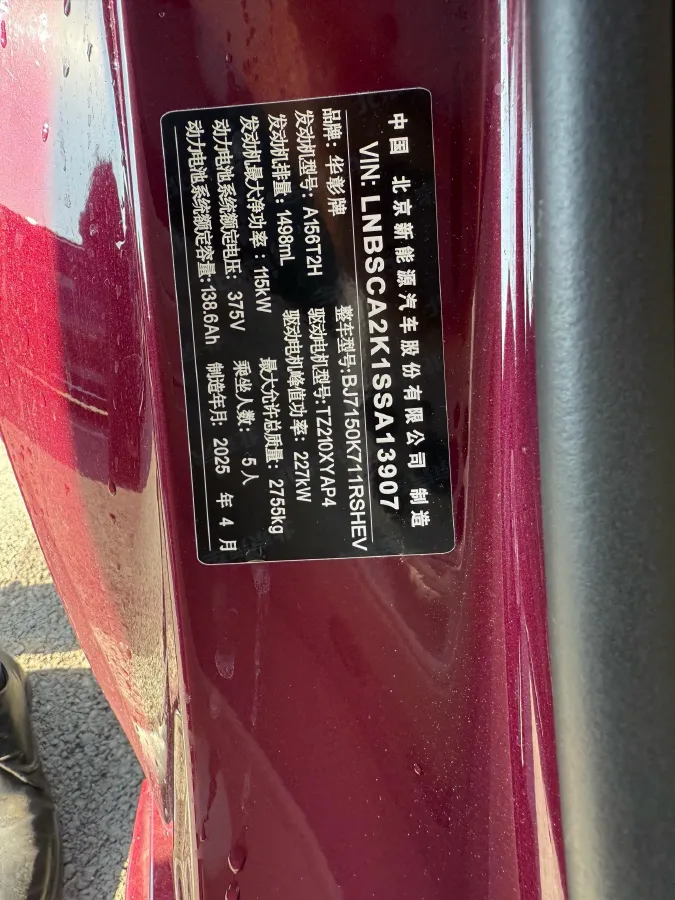 中国 北京新能源汽车股份有限公司 制造
VIN: LNBSCA2K1SSA13907
品牌: 华彰牌 整车型号:BJ7150K711RSHEV
发动机型号: A156T2H 驱动电机型号:TZ210XYAP4
发动机排量: 1498mL 驱动电机峰值功率: 227kW
发动机最大净功率: 115kW 最大允许总质量: 2755kg
动力电池系统额定电压: 375V 乘坐人数: 5人
动力电池系统额定容量:138.6Ah 制造年月: 2025 年 4 月